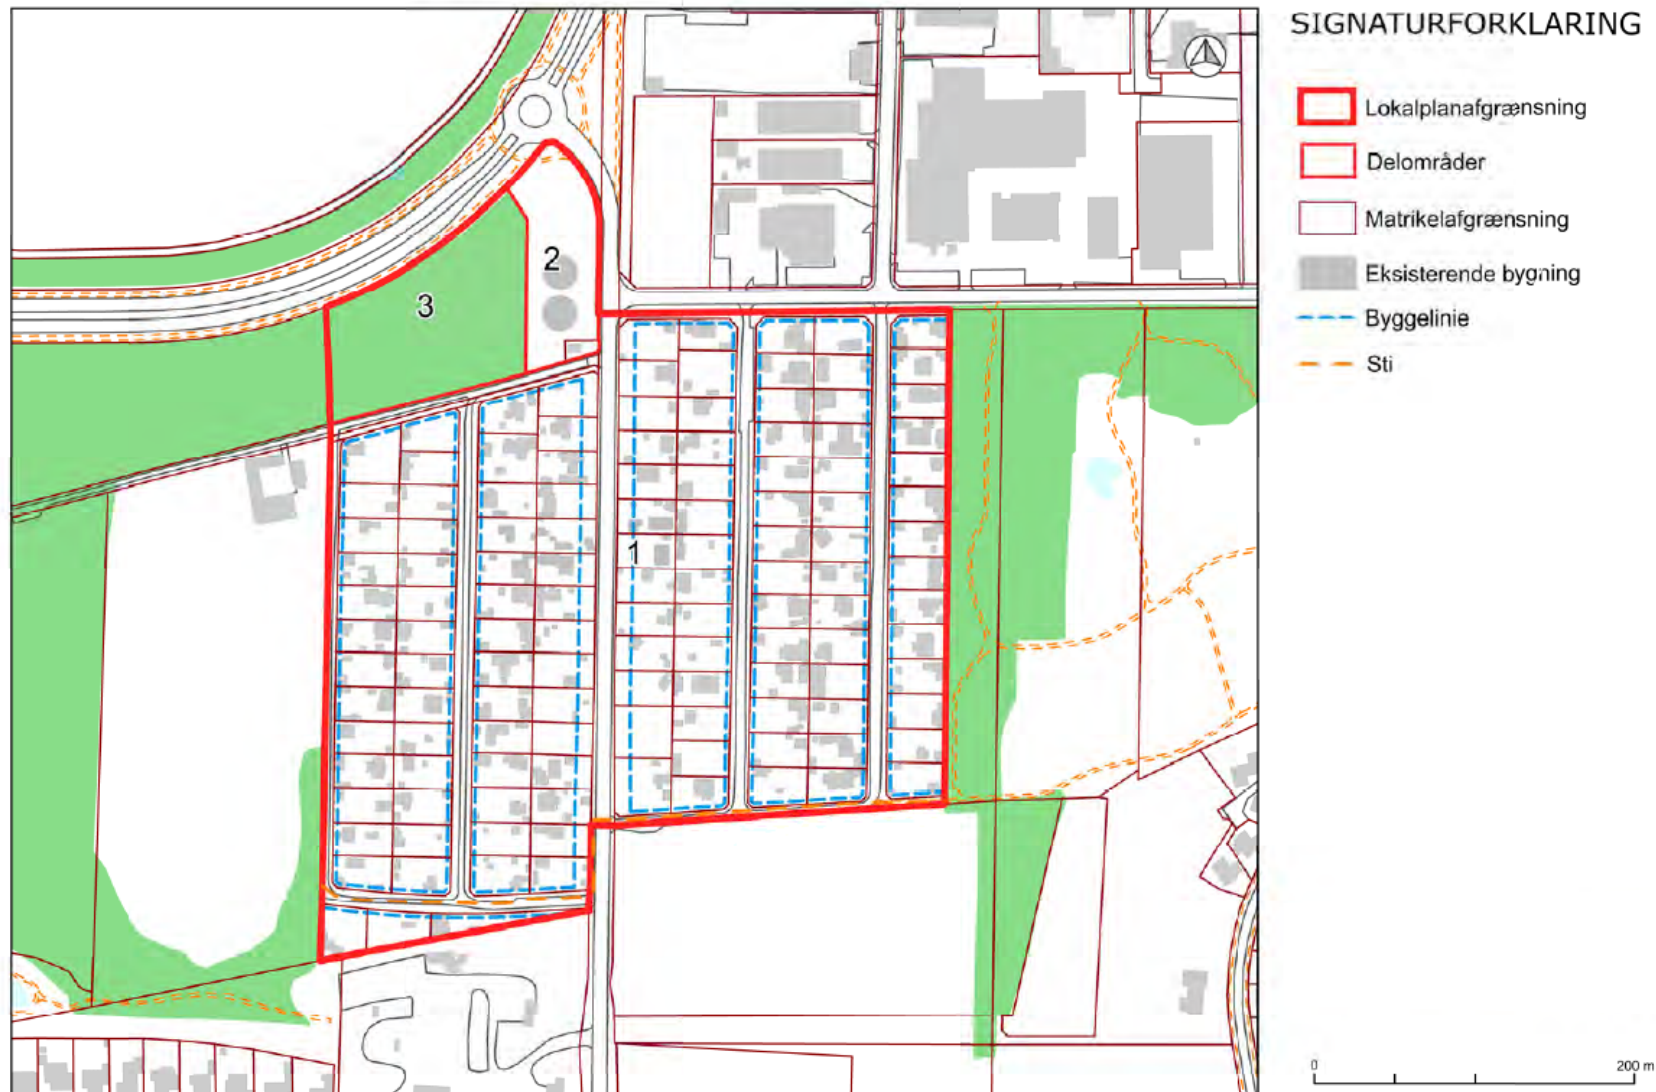 SIGNATURFORKLARING
Lokalplanafgrænsning
Delområder
Matrikelafgrænsning
Eksisterende bygning
Byggelinie
Sti
2
3
1
0
200 m